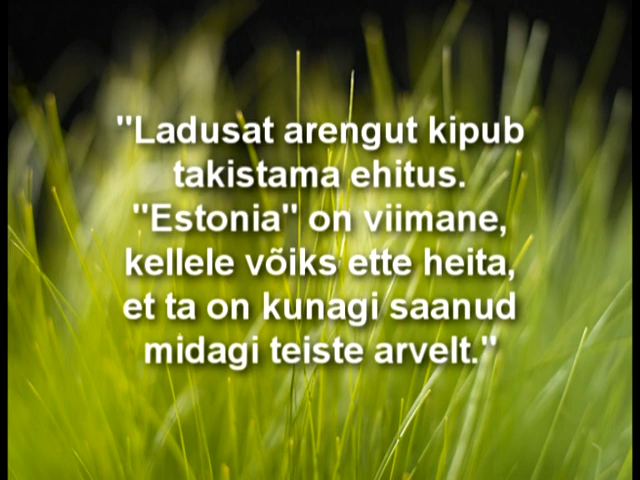 "Ladusat arengut kipub
takistama ehitus.
"Estonia" on viimane,
kellele võiks ette heita,
et ta on kunagi saanud
midagi teiste arvelt."